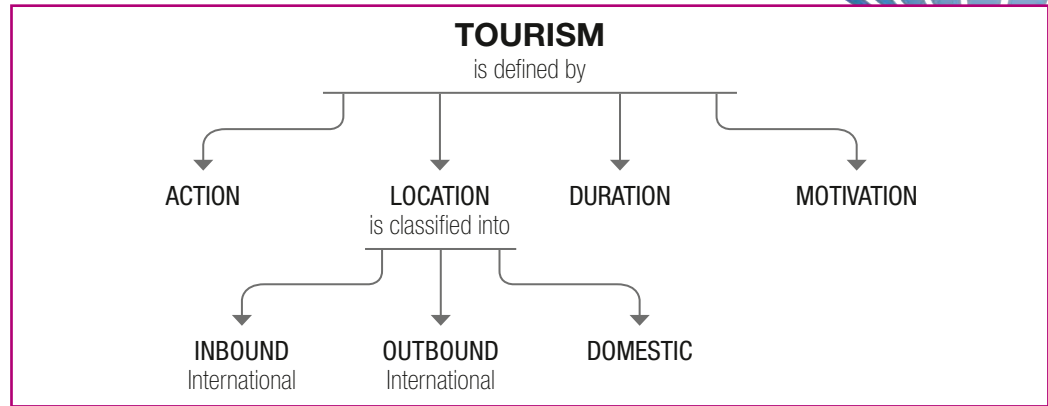 TOURISM
is defined by
ACTION
LOCATION
DURATION
MOTIVATION
is classified into
INBOUND
International
OUTBOUND
International
DOMESTIC